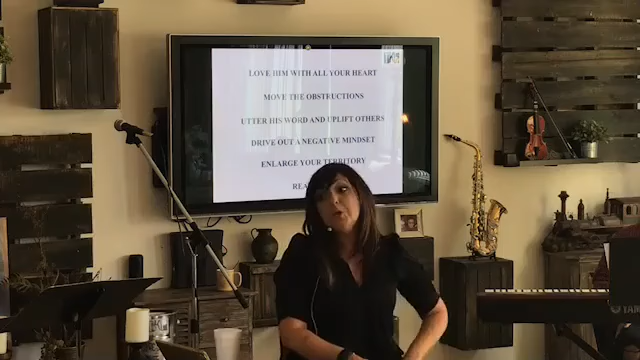 LOVE HIM WITH ALL YOUR HEART
MOVE THE OBSTRUCTIONS
UTTER HIS WORD AND UPLIFT OTHERS
DRIVE OUT A NEGATIVE MINDSET
ENLARGE YOUR TERRITORY